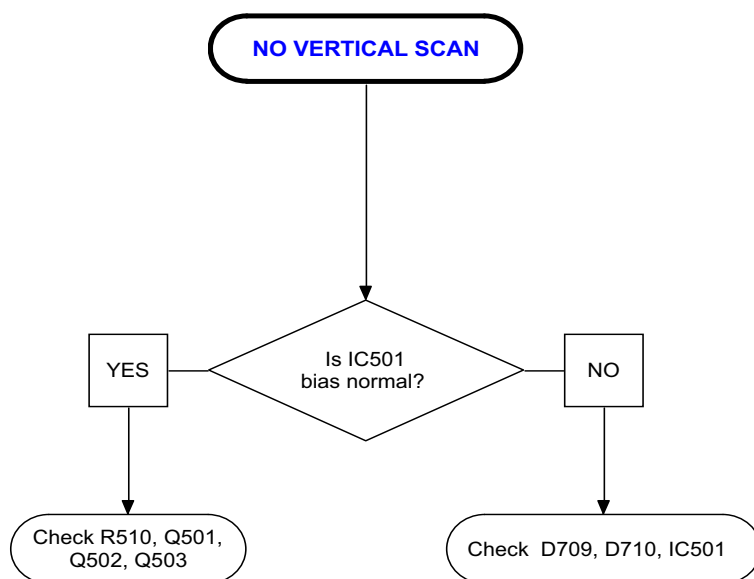 NO VERTICAL SCAN
Is IC501
bias normal?
YES
NO
Check R510, Q501,
Q502, Q503
Check D709, D710, IC501